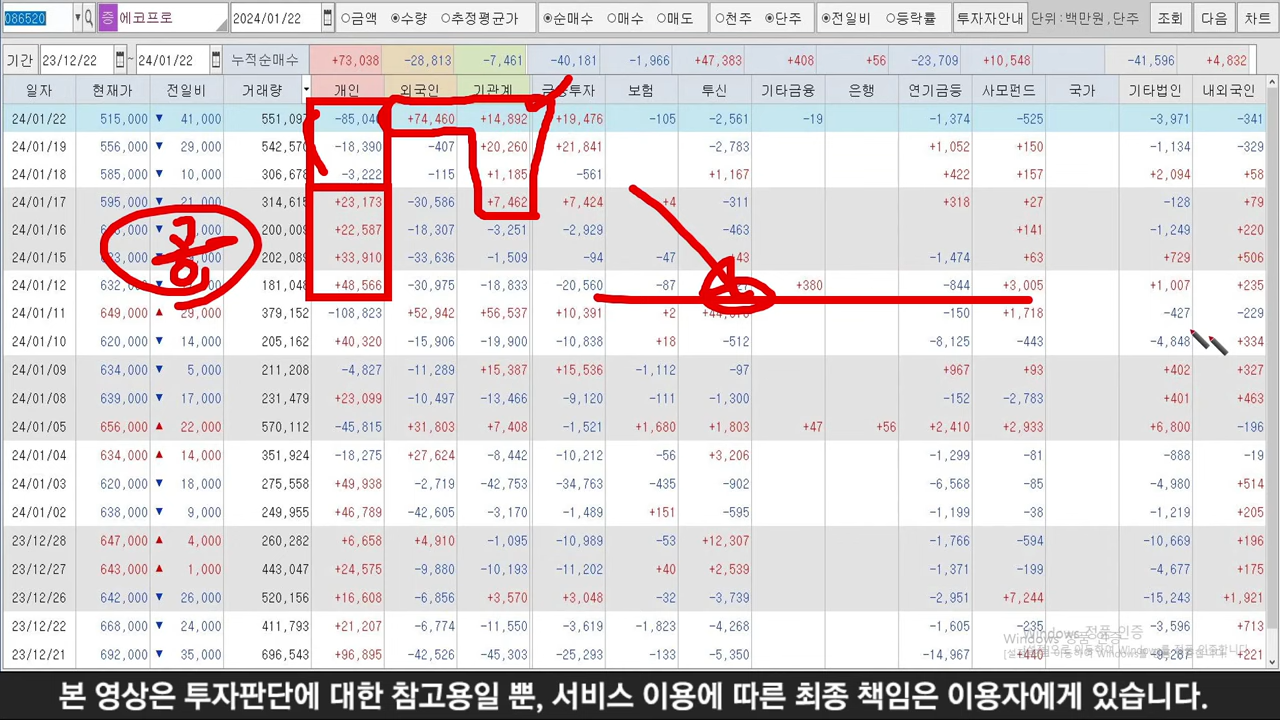 086520 증 에코프로 2024/01/22 금액 수량 추정평균가 순매수 매수 매도 천주 단주 전일비 등락률 투자자안내 단위:백만원,단주 조회 다음 차트
기간 23/12/22 ~ 24/01/22 누적순매수 +73,038 -28,813 -7,461 -40,181 -1,966 +47,383 +408 +56 -23,709 +10,548 -41,596 +4,832
일자 현재가 전일비 거래량 개인 외국인 기관계 금융투자 보험 투신 기타금융 은행 연기금등 사모펀드 국가 기타법인 내외국인
24/01/22 515,000 ▼ 41,000 551,097 +74,460 +14,892 +19,476 -105 -2,561 -19 -1,374 -525 -3,971 -341
24/01/19 556,000 ▼ 29,000 542,570 -18,390 -407 +20,260 +21,841 -2,783 +1,052 +150 -1,134 -329
24/01/18 585,000 ▼ 10,000 306,678 -3,222 -115 +1,185 -561 +1,167 +422 +157 +2,094 +58
24/01/17 595,000 ▼ 21,000 314,615 +23,173 -30,586 +7,462 +7,424 +4 -311 +318 +27 -128 +79
24/01/16 200,009 +22,587 -18,307 -3,251 -2,929 -463 +141 -1,249 +220
24/01/15 202,089 +33,910 -33,636 -1,509 -94 -47 -1,474 +63 +729 +506
24/01/12 181,048 +48,566 -30,975 -18,833 -20,560 -87 +380 -844 +3,005 +1,007 +235
24/01/11 649,000 ▲ 29,000 379,152 -108,823 +52,942 +56,537 +10,391 +2 -150 +1,718 -427 -229
24/01/10 620,000 ▼ 14,000 205,162 +40,320 -15,906 -19,900 -10,838 +18 -512 -8,125 -443 -4,848 +334
24/01/09 634,000 ▼ 5,000 211,208 -4,827 -11,289 +15,387 +15,536 -1,112 -97 +967 +93 +402 +327
24/01/08 639,000 ▼ 17,000 231,479 +23,099 -10,497 -13,466 -9,120 -111 -1,300 -152 -2,783 +401 +463
24/01/05 656,000 ▲ 22,000 570,112 -45,815 +31,803 +7,408 -1,521 +1,680 +1,803 +47 +56 +2,410 +2,933 +6,800 -196
24/01/04 634,000 ▲ 14,000 351,924 -18,275 +27,624 -8,442 -10,212 -56 +3,206 -1,299 -81 -888 -19
24/01/03 620,000 ▼ 18,000 275,558 +49,938 -2,719 -42,753 -34,763 -435 -902 -6,568 -85 -4,980 +514
24/01/02 638,000 ▼ 9,000 249,955 +46,789 -42,605 -3,170 -1,489 +151 -595 -1,199 -38 -1,219 +205
23/12/28 647,000 ▲ 4,000 260,282 +6,658 +4,910 -1,095 -10,989 -53 +12,307 -1,766 -594 -10,669 +196
23/12/27 643,000 ▲ 1,000 443,047 +24,575 -9,880 -10,193 -11,202 +40 +2,539 -1,371 -199 -4,677 +175
23/12/26 642,000 ▼ 26,000 520,156 +16,608 -6,856 +3,570 +3,048 -32 -3,739 -2,951 +7,244 -15,243 +1,921
23/12/22 668,000 ▼ 24,000 411,793 +21,207 -6,774 -11,550 -3,619 -1,823 -4,268 -1,605 -235 -3,596 +713
23/12/21 692,000 ▼ 35,000 696,543 +96,895 -42,526 -45,303 -25,293 -133 -5,350 -14,967 +440 -9,287 +221
Windows 정품 인증
본 영상은 투자판단에 대한 참고용일 뿐, 서비스 이용에 따른 최종 책임은 이용자에게 있습니다.